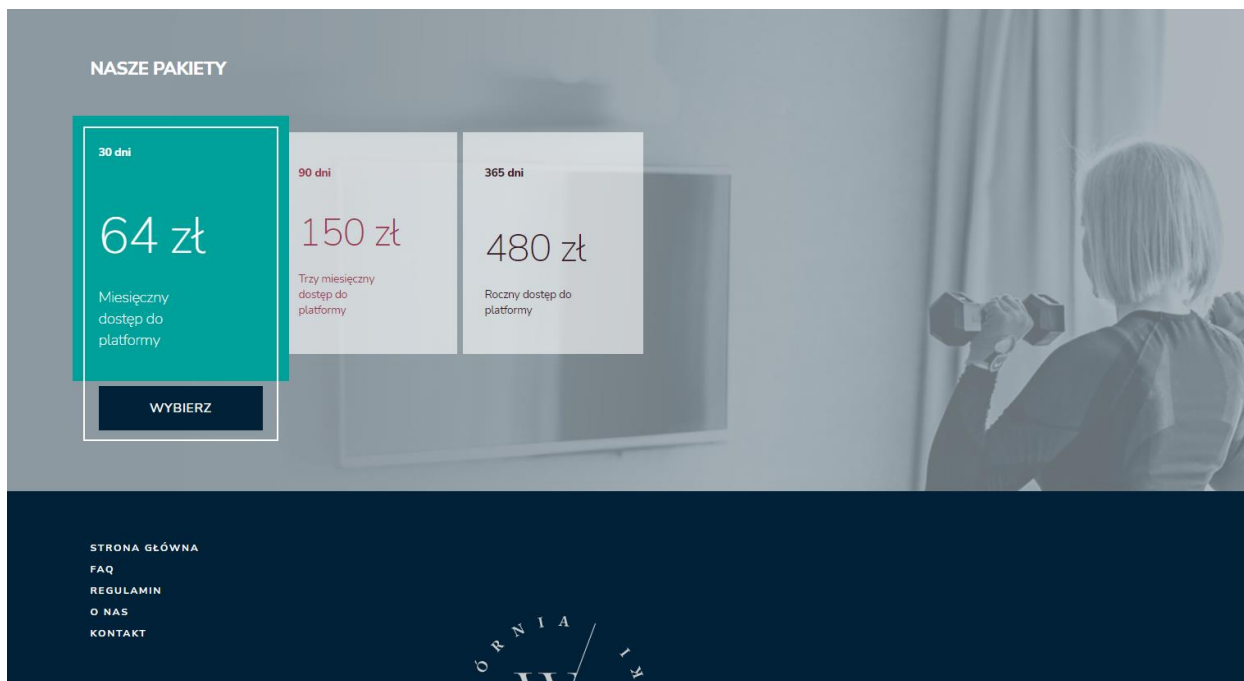 NASZE PAKIETY
30 dni
64 zł
Miesięczny
dostęp do
platformy
WYBIERZ
90 dni
150 zł
Trzy miesięczny
dostęp do
platformy
365 dni
480 zł
Roczny dostęp do
platformy
STRONA GŁÓWNA
FAQ
REGULAMIN
O NAS
KONTAKT